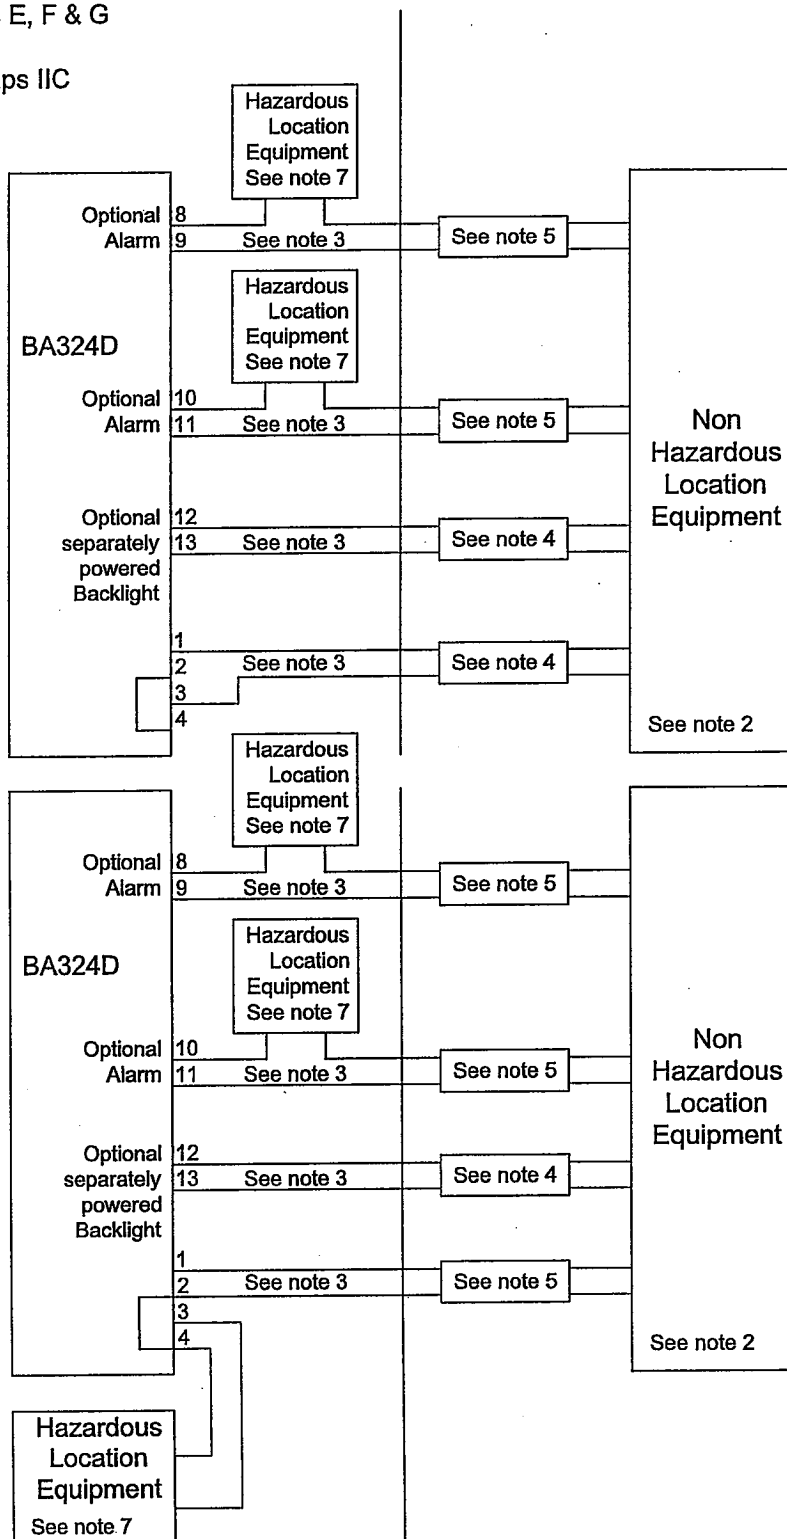 E, F & G
ps IIC
Hazardous
Location
Equipment
See note 7
Optional 8
Alarm 9 See note 3 See note 5
Hazardous
Location
Equipment
See note 7
BA324D
Optional 10
Alarm 11 See note 3 See note 5
Non
Hazardous
Location
Equipment
Optional 12
separately 13 See note 3 See note 4
powered
Backlight
1
2 See note 3 See note 4
3
4
See note 2
Hazardous
Location
Equipment
See note 7
Optional 8
Alarm 9 See note 3 See note 5
Hazardous
Location
Equipment
See note 7
BA324D
Optional 10
Alarm 11 See note 3 See note 5
Non
Hazardous
Location
Equipment
Optional 12
separately 13 See note 3 See note 4
powered
Backlight
1
2 See note 3 See note 5
3
4
See note 2
Hazardous
Location
Equipment
See note 7